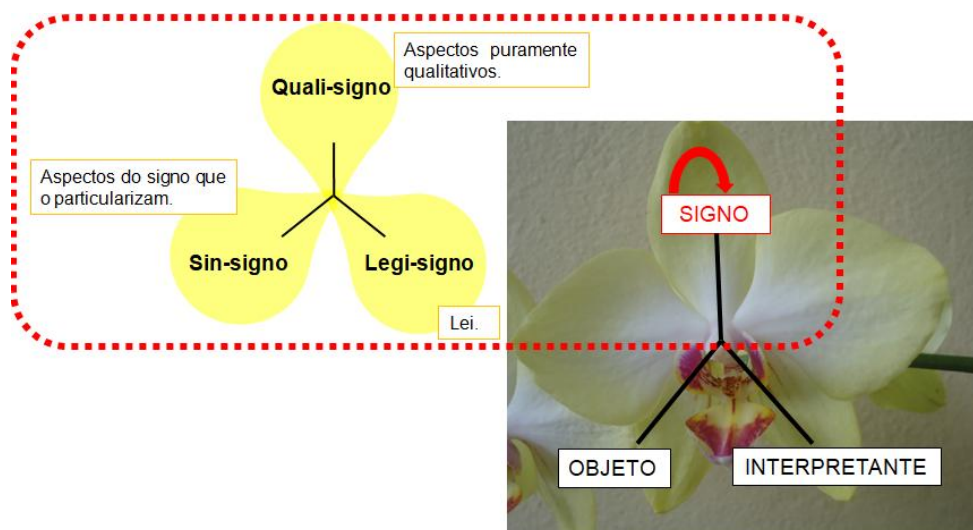 Aspectos puramente
qualitativos.
Quali-signo
Aspectos do signo que
o particularizam.
Sin-signo
Legi-signo
Lei.
SIGNO
OBJETO
INTERPRETANTE